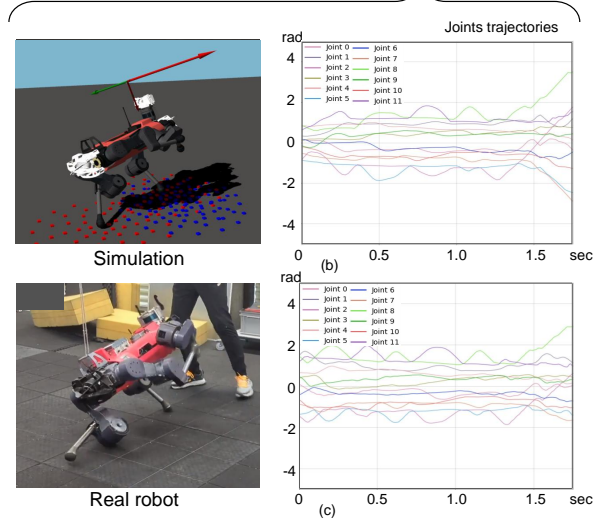 Joints trajectories
rad
4
2
0
-2
-4
Joint 0
Joint 1
Joint 2
Joint 3
Joint 4
Joint 5
Joint 6
Joint 7
Joint 8
Joint 9
Joint 10
Joint 11
0
0.5
1.0
1.5
sec
Simulation
(b)
rad
4
2
0
-2
-4
Joint 0
Joint 1
Joint 2
Joint 3
Joint 4
Joint 5
Joint 6
Joint 7
Joint 8
Joint 9
Joint 10
Joint 11
0
0.5
1.0
1.5
sec
Real robot
(c)